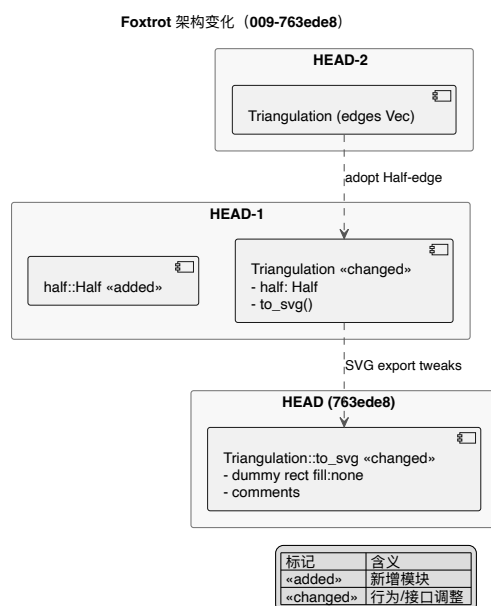 Foxtrot 架构变化（009-763ede8）
HEAD-2
Triangulation (edges Vec)
adopt Half-edge
HEAD-1
half::Half «added»
Triangulation «changed»
- half: Half
- to_svg()
SVG export tweaks
HEAD (763ede8)
Triangulation::to_svg «changed»
- dummy rect fill:none
- comments
标记 含义
«added» 新增模块
«changed» 行为/接口调整